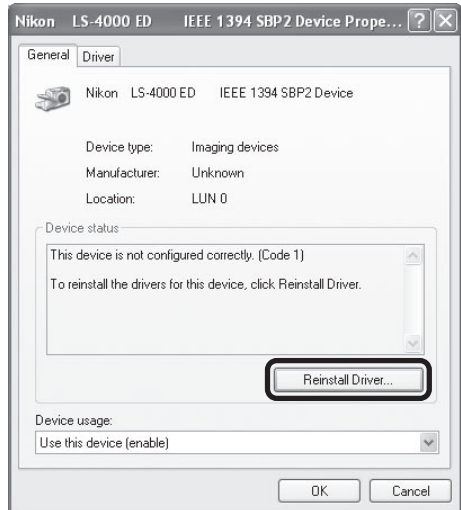 Nikon LS-4000 ED IEEE 1394 SBP2 Device Prope...
General Driver
Nikon LS-4000 ED IEEE 1394 SBP2 Device
Device type: Imaging devices
Manufacturer: Unknown
Location: LUN 0
Device status
This device is not configured correctly. (Code 1)
To reinstall the drivers for this device, click Reinstall Driver.
Reinstall Driver...
Device usage:
Use this device (enable)
OK Cancel